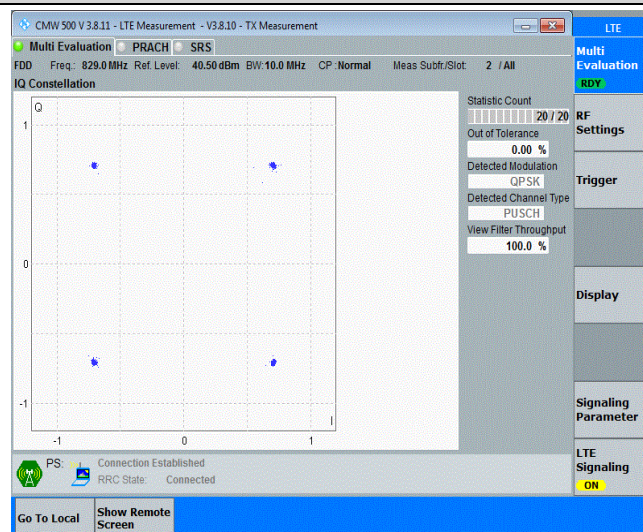 CMW 500 V 3.8.11 - LTE Measurement - V3.8.10 - TX Measurement
LTE
Multi Evaluation PRACH SRS
Multi
Evaluation
RDY
FDD Freq.: 829.0 MHz Ref. Level: 40.50 dBm BW: 10.0 MHz CP : Normal Meas Subfr./Slot: 2 / All
IQ Constellation
Q
1
0
-1
I
-1 0 1
Statistic Count
20 / 20
Out of Tolerance
0.00 %
Detected Modulation
QPSK
Detected Channel Type
PUSCH
View Filter Throughput
100.0 %
RF
Settings
Trigger
Display
Signaling
Parameter
LTE
Signaling
ON
PS: Connection Established
RRC State: Connected
Go To Local
Show Remote
Screen